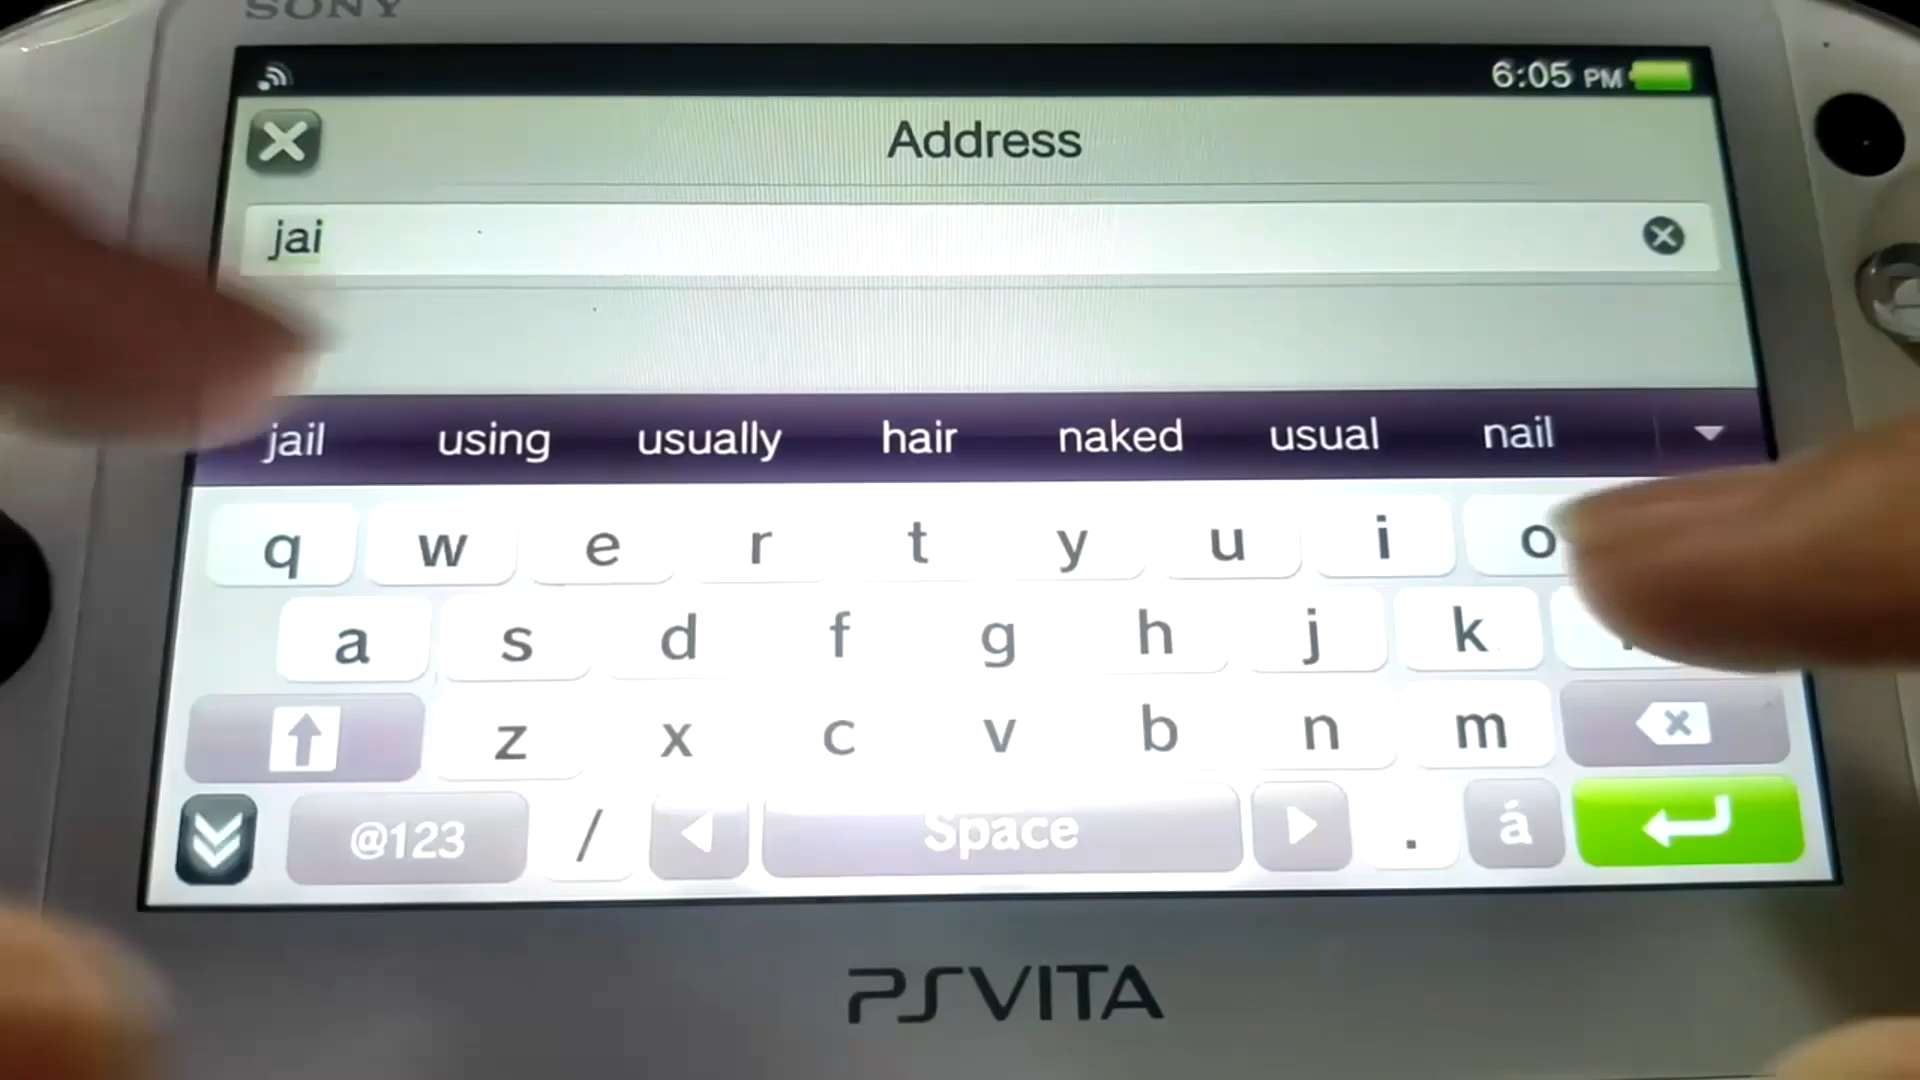 SONY
6:05 PM
Address
jai
jail using usually hair naked usual nail
q w e r t y u i o
a s d f g h j k
z x c v b n m
@123 / Space . á
PSVITA